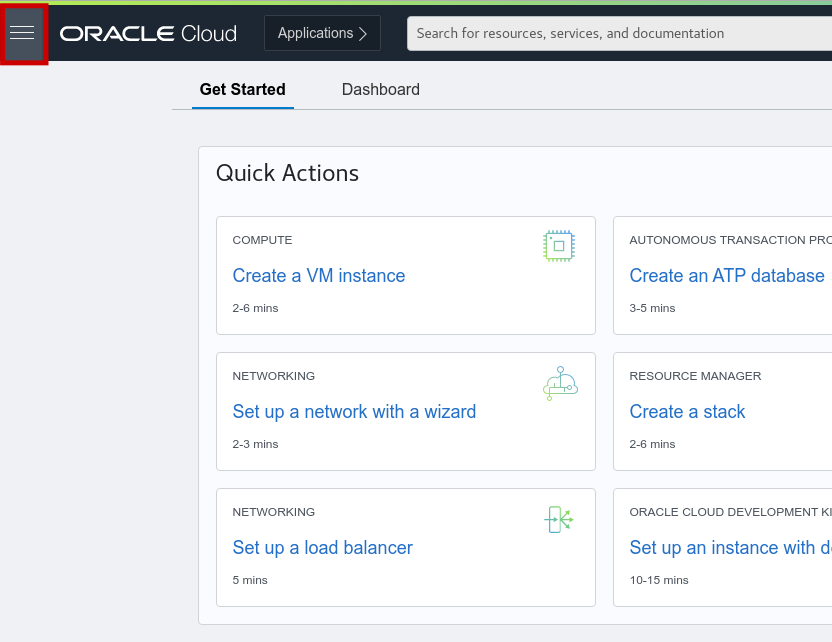 ORACLE Cloud
Applications
Search for resources, services, and documentation
Get Started
Dashboard
Quick Actions
COMPUTE
Create a VM instance
2-6 mins
AUTONOMOUS TRANSACTION PRO
Create an ATP database
3-5 mins
NETWORKING
Set up a network with a wizard
2-3 mins
RESOURCE MANAGER
Create a stack
2-6 mins
NETWORKING
Set up a load balancer
5 mins
ORACLE CLOUD DEVELOPMENT KI
Set up an instance with d
10-15 mins